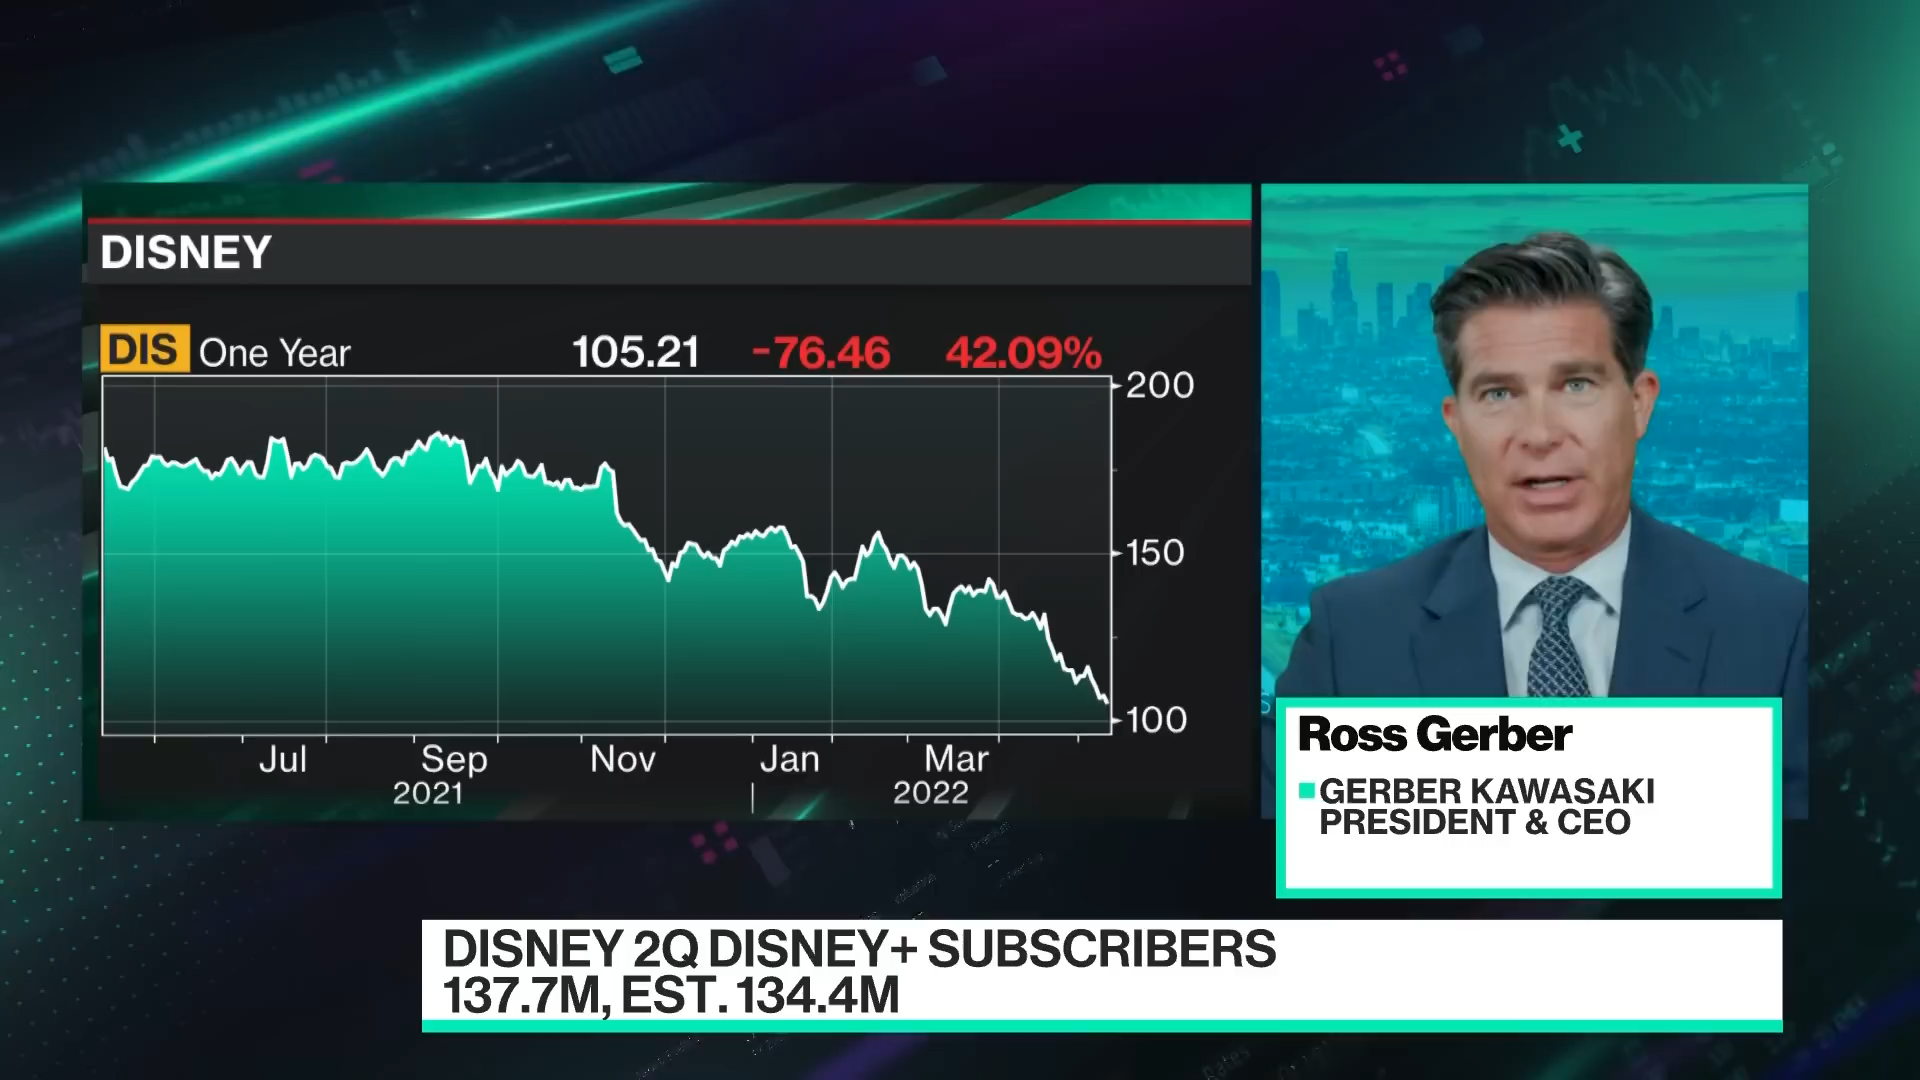 DISNEY
DIS One Year 105.21 -76.46 42.09%
200
150
100
Jul Sep Nov Jan Mar
2021 2022
Ross Gerber
GERBER KAWASAKI
PRESIDENT & CEO
DISNEY 2Q DISNEY+ SUBSCRIBERS
137.7M, EST. 134.4M